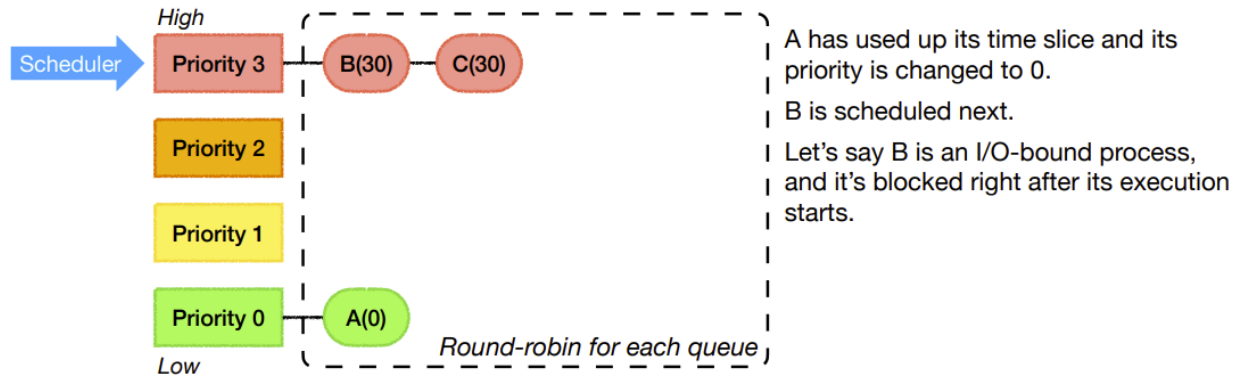 High
Scheduler
Priority 3
B(30)
C(30)
Priority 2
Priority 1
Priority 0
A(0)
Low
Round-robin for each queue
A has used up its time slice and its
priority is changed to 0.
B is scheduled next.
Let's say B is an I/O-bound process,
and it's blocked right after its execution
starts.